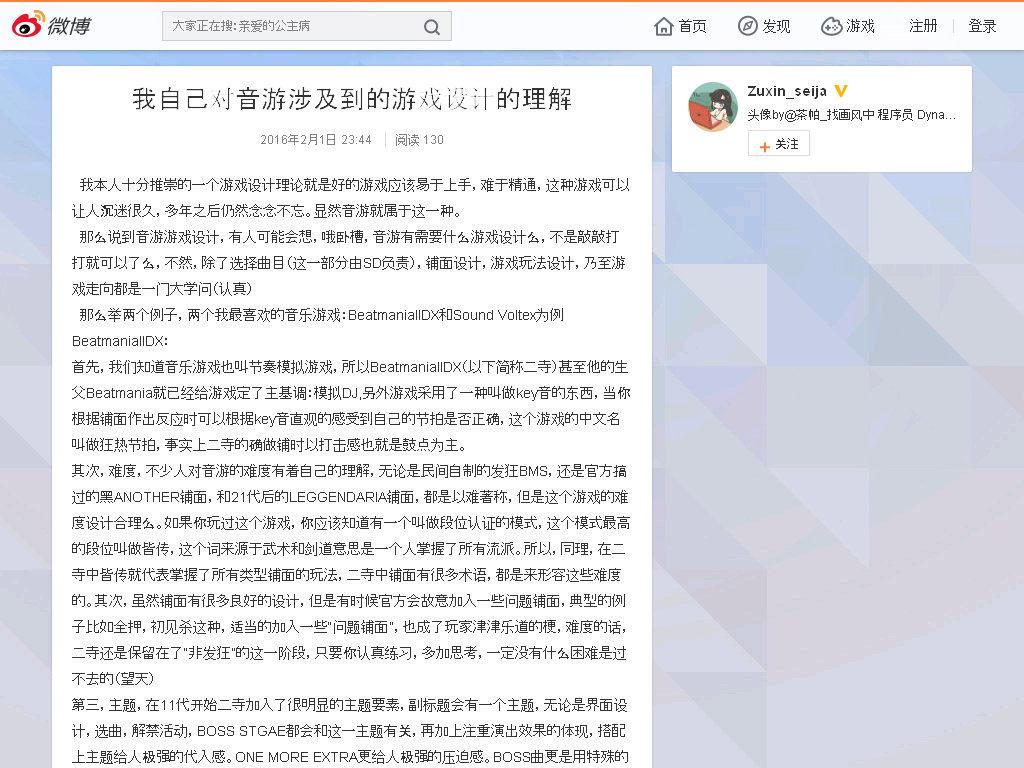 微博
大家正在搜:亲爱的公主病
首页
发现
游戏
注册
登录
我自己对音游涉及到的游戏设计的理解
2016年2月1日 23:44
阅读 130
我本人十分推崇的一个游戏设计理论就是好的游戏应该易于上手，难于精通，这种游戏可以
让人沉迷很久，多年之后仍然念念不忘。显然音游就属于这一种。
那么说到音游游戏设计，有人可能会想，哦卧槽，音游有需要什么游戏设计么，不是敲敲打
打就可以了么，不然，除了选择曲目（这一部分由SD负责），铺面设计，游戏玩法设计，乃至游
戏走向都是一门大学问（认真）
那么举两个例子，两个我最喜欢的音乐游戏：BeatmaniaIIDX和Sound Voltex为例
BeatmaniaIIDX：
首先，我们知道音乐游戏也叫节奏模拟游戏，所以BeatmaniaIIDX（以下简称二寺）甚至他的生
父Beatmania就已经给游戏定了主基调：模拟DJ,另外游戏采用了一种叫做key音的东西，当你
根据铺面作出反应时可以根据key音直观的感受到自己的节拍是否正确，这个游戏的中文名
叫做狂热节拍，事实上二寺的确做铺时以打击感也就是鼓点为主。
其次，难度，不少人对音游的难度有着自己的理解，无论是民间自制的发狂BMS，还是官方搞
过的黑ANOTHER铺面，和21代后的LEGGENDARIA铺面，都是以难著称，但是这个游戏的难
度设计合理么。如果你玩过这个游戏，你应该知道有一个叫做段位认证的模式，这个模式最高
的段位叫做皆传，这个词来源于武术和剑道意思是一个人掌握了所有流派。所以，同理，在二
寺中皆传就代表掌握了所有类型铺面的玩法，二寺中铺面有很多术语，都是来形容这些难度
的。其次，虽然铺面有很多良好的设计，但是有时候官方会故意加入一些问题铺面，典型的例
子比如全押，初见杀这种，适当的加入一些“问题铺面”，也成了玩家津津乐道的梗，难度的话，
二寺还是保留在了“非发狂”的这一阶段，只要你认真练习，多加思考，一定没有什么困难是过
不去的（望天）
第三，主题，在11代开始二寺加入了很明显的主题要素，副标题会有一个主题，无论是界面设
计，选曲，解禁活动，BOSS STGAE都会和这一主题有关，再加上注重演出效果的体现，搭配
上主题给人极强的代入感。ONE MORE EXTRA更给人极强的压迫感。BOSS曲更是用特殊的
Zuxin_seija
头像by@茶帕_找画风中 程序员 Dyna...
+ 关注